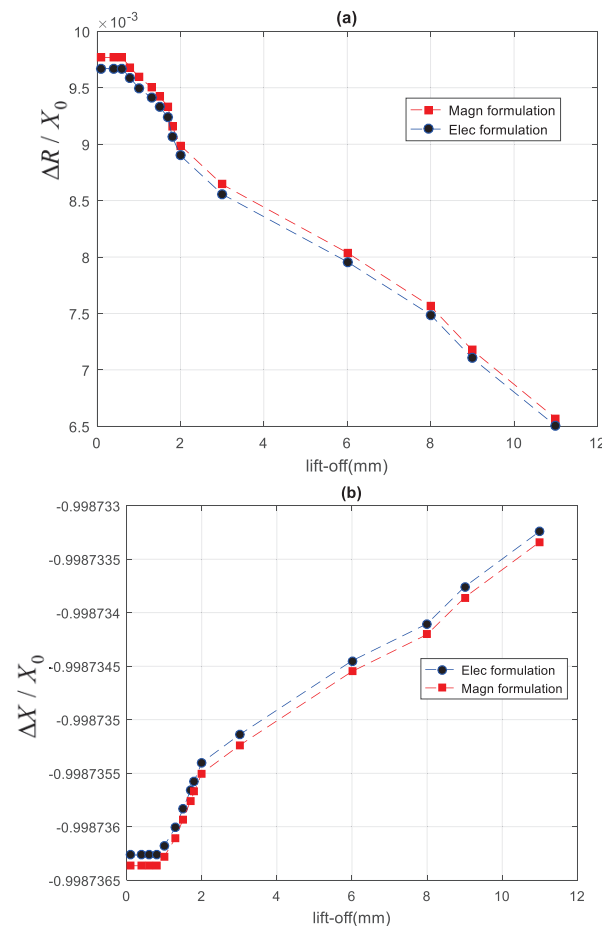 (a)
×10⁻³
10
9.5
9
8.5
8
7.5
7
6.5
ΔR / X₀
Magn formulation
Elec formulation
0 2 4 6 8 10 12
lift-off(mm)
(b)
-0.998733
-0.9987335
-0.998734
-0.9987345
-0.998735
-0.9987355
-0.998736
-0.9987365
ΔX / X₀
Elec formulation
Magn formulation
0 2 4 6 8 10 12
lift-off(mm)